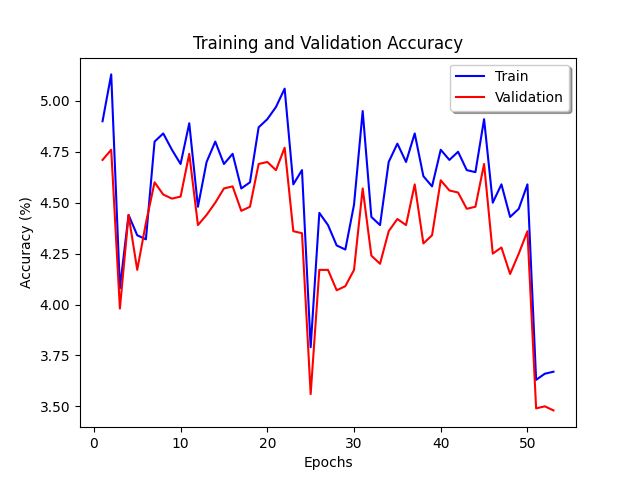 Training and Validation Accuracy
Train
Validation
5.00
4.75
4.50
4.25
4.00
3.75
3.50
Accuracy (%)
0 10 20 30 40 50
Epochs